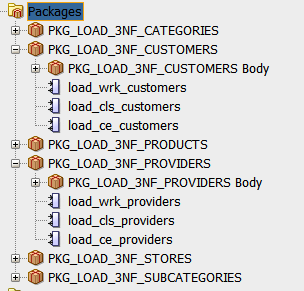 Packages
PKG_LOAD_3NF_CATEGORIES
PKG_LOAD_3NF_CUSTOMERS
PKG_LOAD_3NF_CUSTOMERS Body
load_wrk_customers
load_cls_customers
load_ce_customers
PKG_LOAD_3NF_PRODUCTS
PKG_LOAD_3NF_PROVIDERS
PKG_LOAD_3NF_PROVIDERS Body
load_wrk_providers
load_cls_providers
load_ce_providers
PKG_LOAD_3NF_STORES
PKG_LOAD_3NF_SUBCATEGORIES